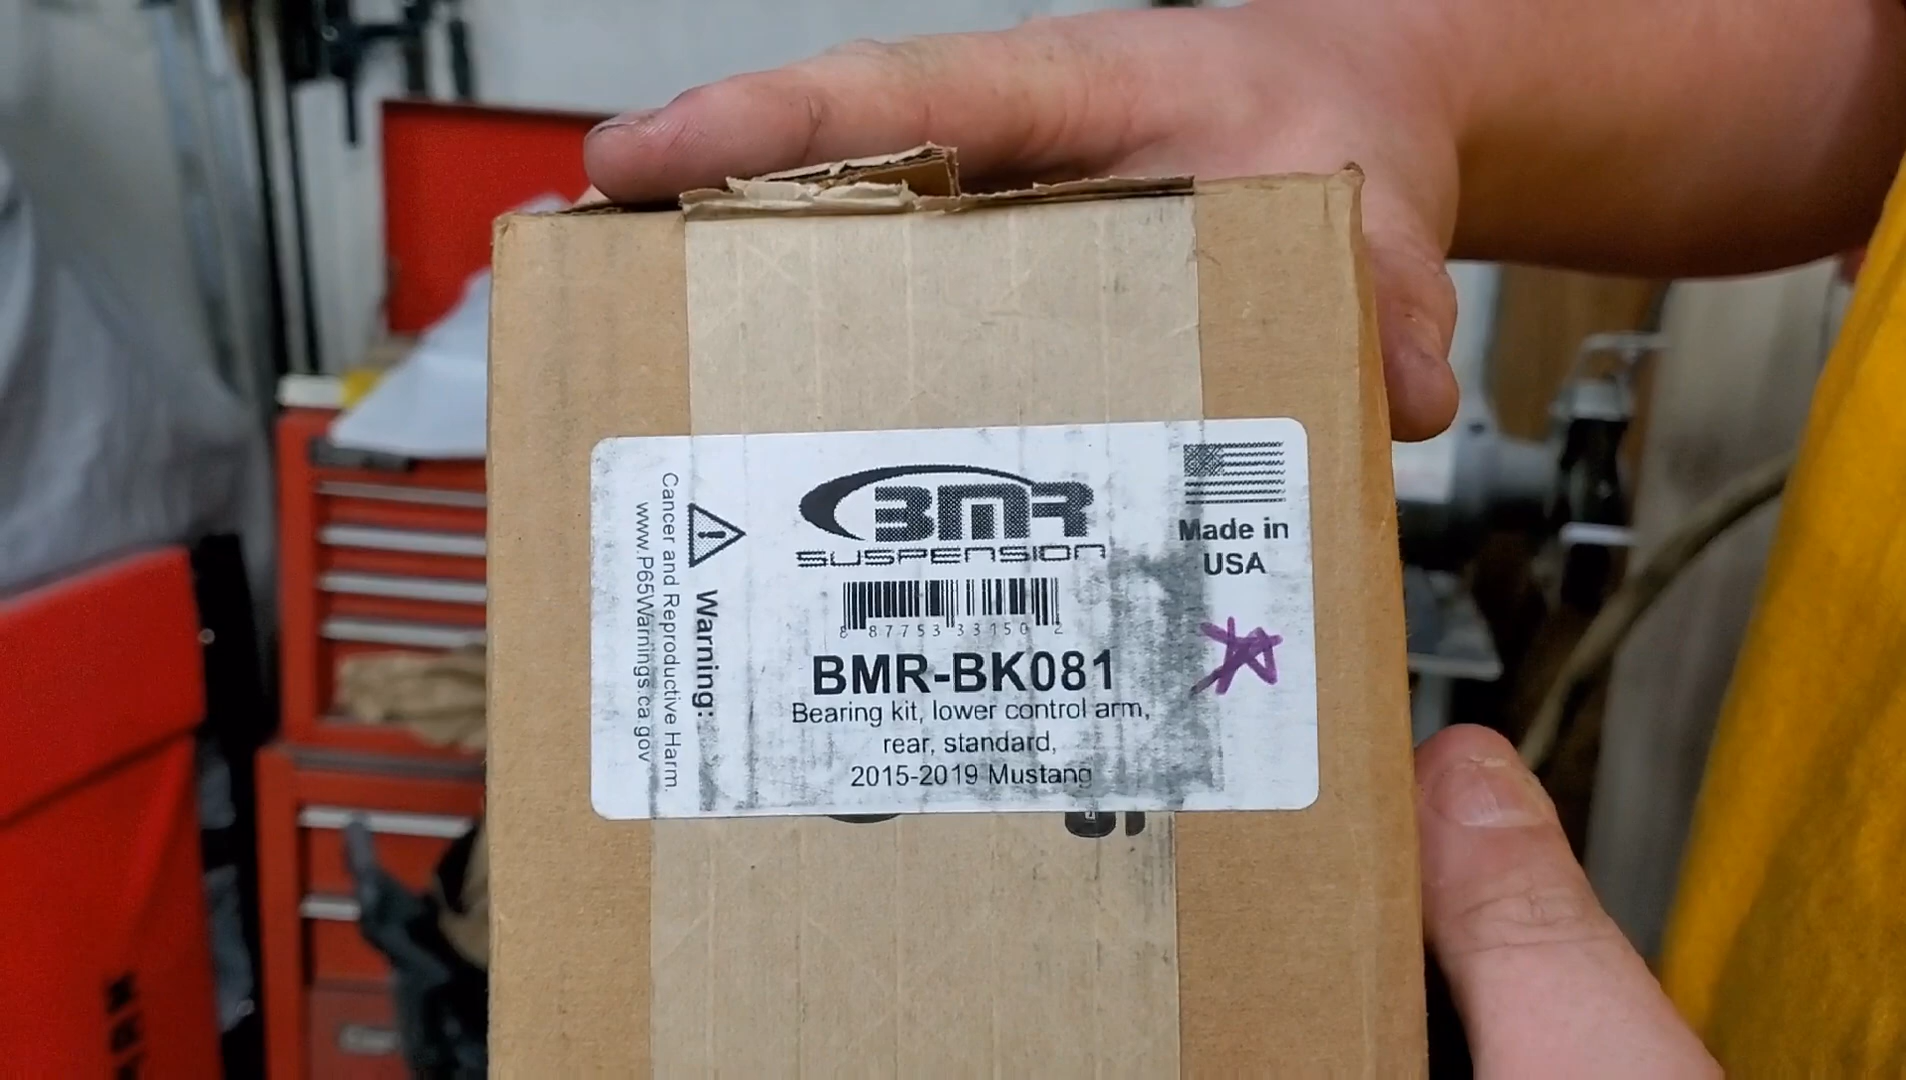 BMR
SUSPENSION
Made in
USA
8 87753 33150 2
BMR-BK081
Bearing kit, lower control arm,
rear, standard,
2015-2019 Mustang
Warning:
Cancer and Reproductive Harm.
www.P65Warnings.ca.gov